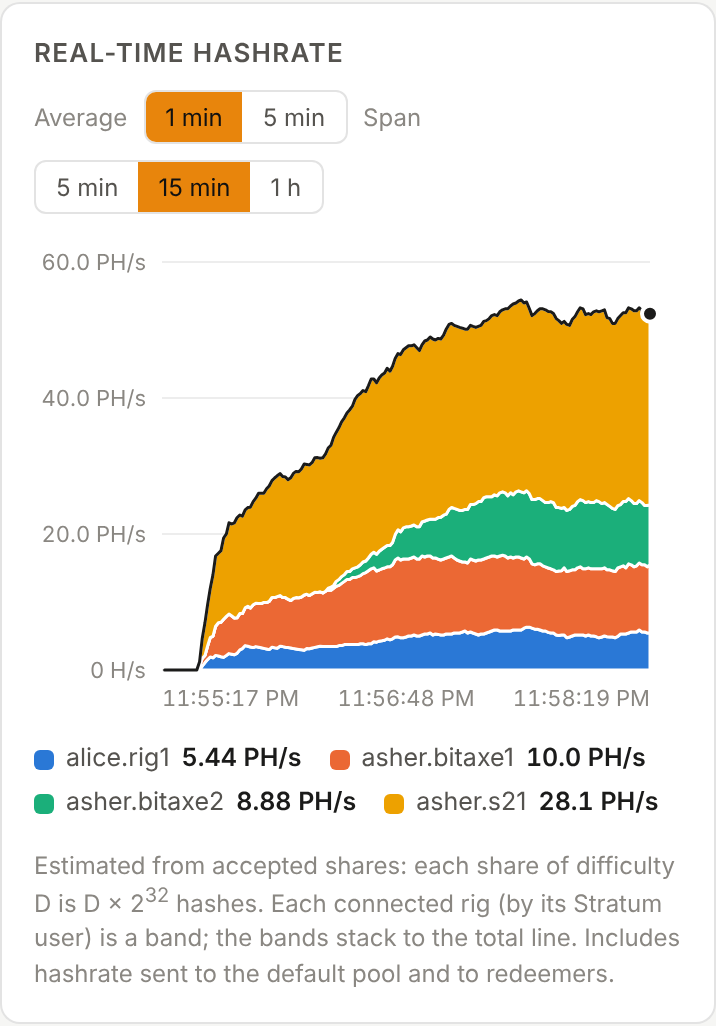 REAL-TIME HASHRATE
Average 1 min 5 min Span
5 min 15 min 1 h
60.0 PH/s
40.0 PH/s
20.0 PH/s
0 H/s
11:55:17 PM 11:56:48 PM 11:58:19 PM
alice.rig1 5.44 PH/s asher.bitaxe1 10.0 PH/s
asher.bitaxe2 8.88 PH/s asher.s21 28.1 PH/s
Estimated from accepted shares: each share of difficulty
D is D × 2³² hashes. Each connected rig (by its Stratum
user) is a band; the bands stack to the total line. Includes
hashrate sent to the default pool and to redeemers.